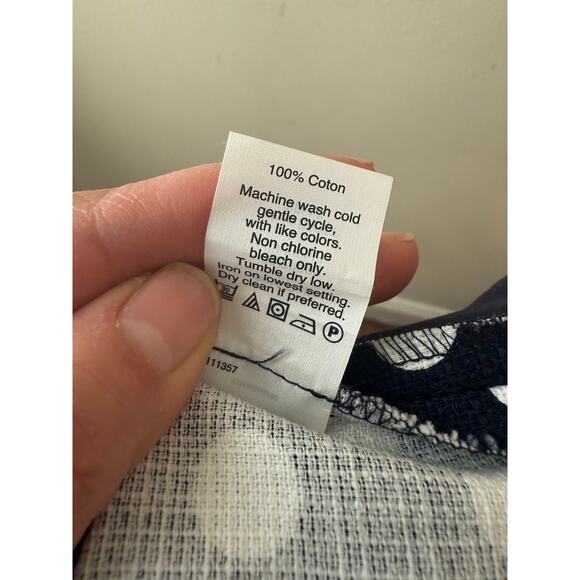 100% Coton
Machine wash cold
gentle cycle,
with like colors.
Non chlorine
bleach only.
Tumble dry low.
Iron on lowest setting.
Dry clean if preferred.
30 P
111357